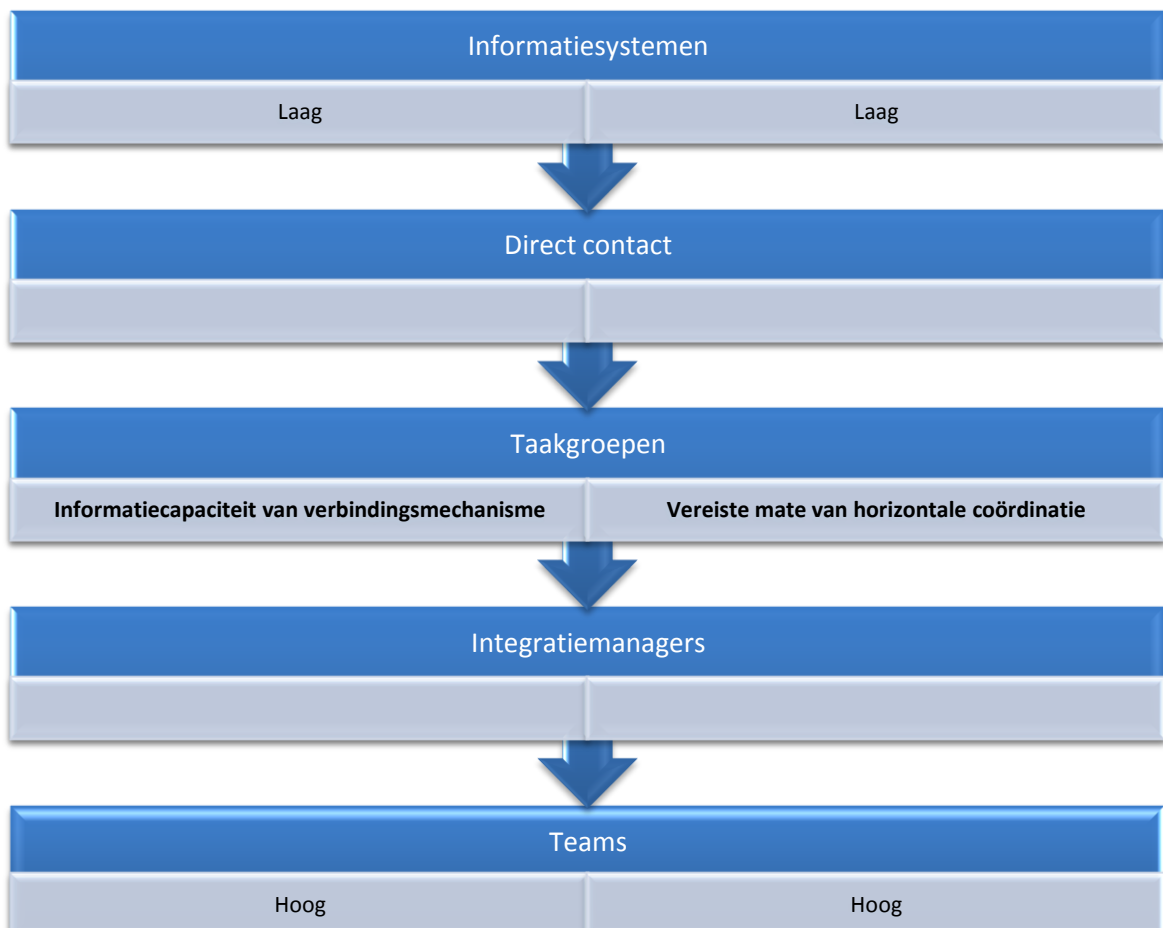 Informatiesystemen
Laag Laag
Direct contact
Taakgroepen
Informatiecapaciteit van verbindingsmechanisme Vereiste mate van horizontale coördinatie
Integratiemanagers
Teams
Hoog Hoog